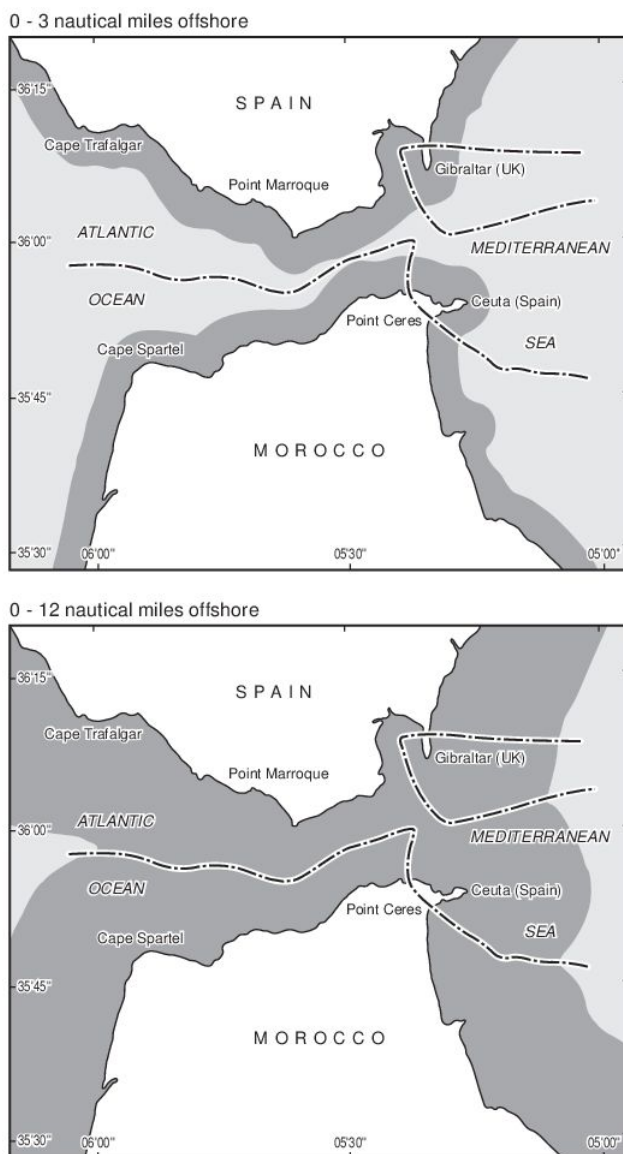 0 - 3 nautical miles offshore
36'15"
SPAIN
Cape Trafalgar
Gibraltar (UK)
Point Marroque
ATLANTIC
36'00"
MEDITERRANEAN
OCEAN
Ceuta (Spain)
Point Ceres
SEA
Cape Spartel
35'45"
MOROCCO
35'30"
06'00"
05'30"
05'00"
0 - 12 nautical miles offshore
36'15"
SPAIN
Cape Trafalgar
Gibraltar (UK)
Point Marroque
ATLANTIC
36'00"
MEDITERRANEAN
OCEAN
Ceuta (Spain)
Point Ceres
SEA
Cape Spartel
35'45"
MOROCCO
35'30"
06'00"
05'30"
05'00"